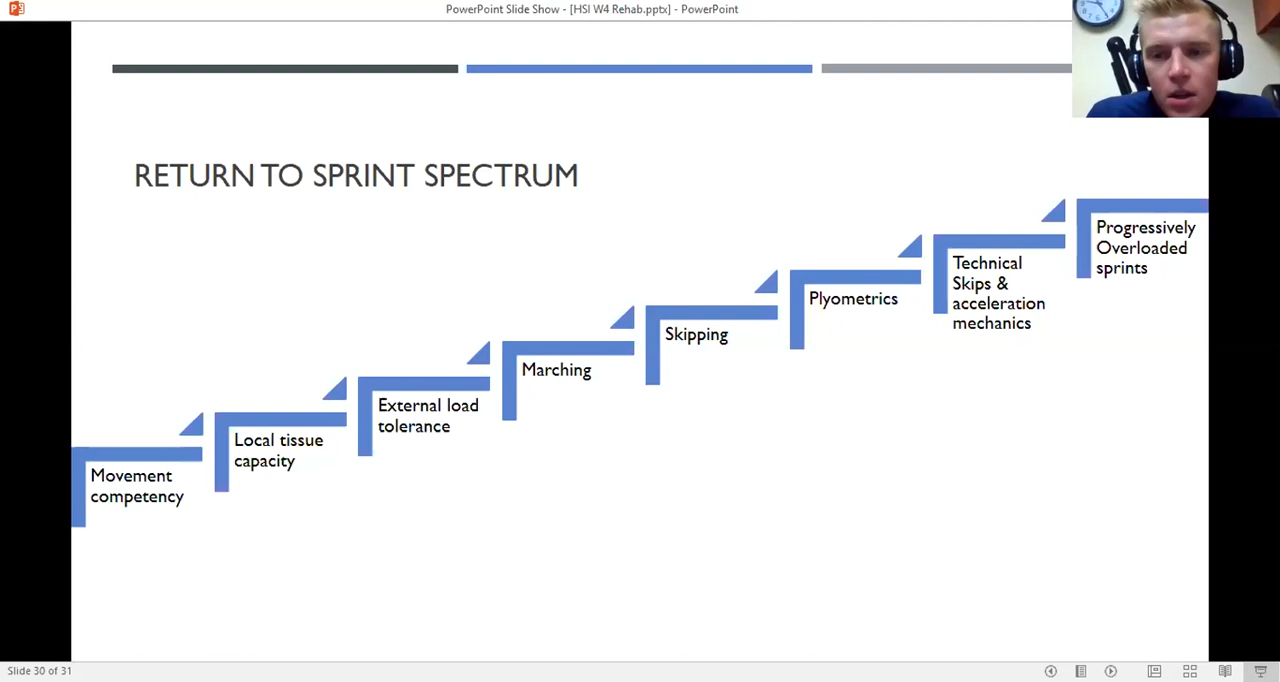 PowerPoint Slide Show - [HSI W4 Rehab.pptx] - PowerPoint
RETURN TO SPRINT SPECTRUM
Movement
competency
Local tissue
capacity
External load
tolerance
Marching
Skipping
Plyometrics
Technical
Skips &
acceleration
mechanics
Progressively
Overloaded
sprints
Slide 30 of 31